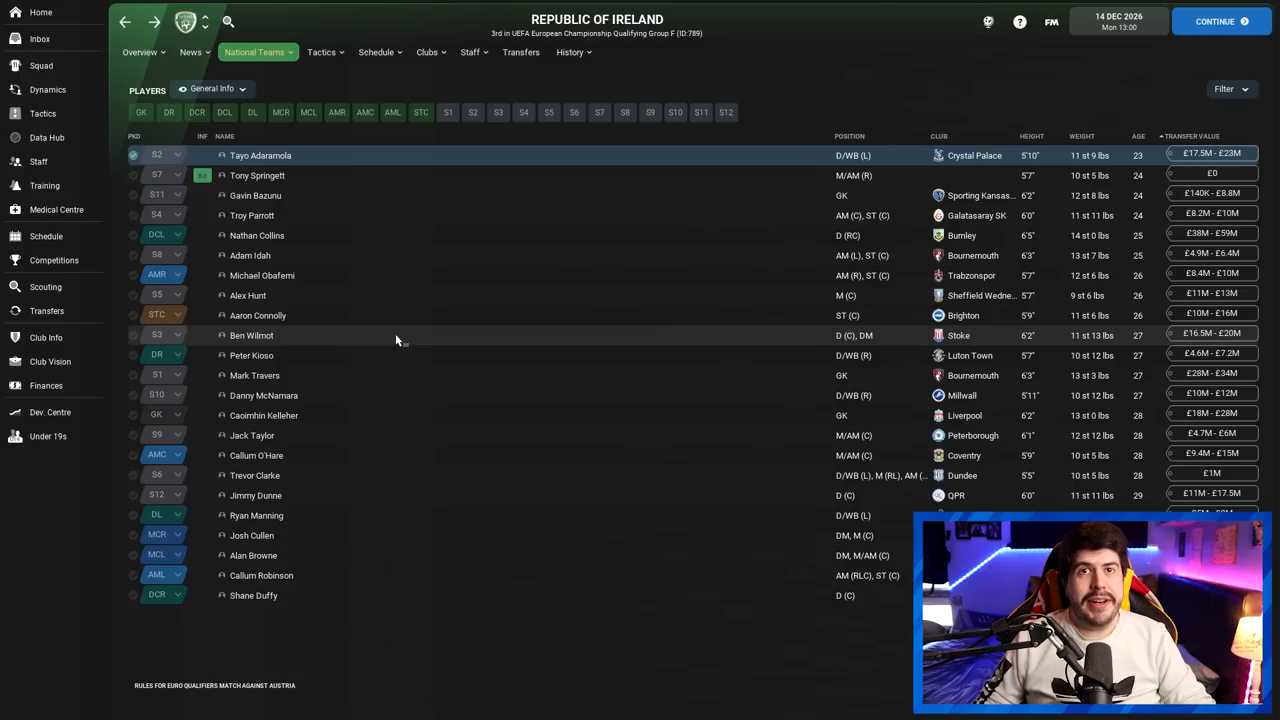 Home
Inbox
Squad
Dynamics
Tactics
Data Hub
Staff
Training
Medical Centre
Schedule
Competitions
Scouting
Transfers
Club Info
Club Vision
Finances
Dev. Centre
Under 19s
REPUBLIC OF IRELAND
3rd in UEFA European Championship Qualifying Group F (ID:789)
? FM 14 DEC 2026 Mon 13:00 CONTINUE
Overview News National Teams Tactics Schedule Clubs Staff Transfers History
PLAYERS General Info Filter
GK DR DCR DCL DL MCR MCL AMR AMC AML STC S1 S2 S3 S4 S5 S6 S7 S8 S9 S10 S11 S12
PKD INF NAME POSITION CLUB HEIGHT WEIGHT AGE TRANSFER VALUE
S2 Tayo Adaramola D/WB (L) Crystal Palace 5'10" 11 st 9 lbs 23 £17.5M - £23M
S7 Tony Springett M/AM (R) 5'7" 10 st 5 lbs 24 £0
S11 Gavin Bazunu GK Sporting Kansas... 6'2" 12 st 8 lbs 24 £140K - £8.8M
S4 Troy Parrott AM (C), ST (C) Galatasaray SK 6'0" 11 st 11 lbs 24 £8.2M - £10M
DCL Nathan Collins D (RC) Burnley 6'5" 14 st 0 lbs 25 £38M - £59M
S8 Adam Idah AM (L), ST (C) Bournemouth 6'3" 13 st 7 lbs 25 £4.9M - £6.4M
AMR Michael Obafemi AM (R), ST (C) Trabzonspor 5'7" 12 st 6 lbs 26 £8.4M - £10M
S5 Alex Hunt M (C) Sheffield Wedne... 5'7" 9 st 6 lbs 26 £11M - £13M
STC Aaron Connolly ST (C) Brighton 5'9" 11 st 6 lbs 26 £10M - £16M
S3 Ben Wilmot D (C), DM Stoke 6'2" 11 st 13 lbs 27 £16.5M - £20M
DR Peter Kioso D/WB (R) Luton Town 5'7" 10 st 12 lbs 27 £4.6M - £7.2M
S1 Mark Travers GK Bournemouth 6'3" 13 st 3 lbs 27 £28M - £34M
S10 Danny McNamara D/WB (R) Millwall 5'11" 10 st 12 lbs 27 £10M - £12M
GK Caoimhin Kelleher GK Liverpool 6'2" 13 st 0 lbs 28 £18M - £28M
S9 Jack Taylor M/AM (C) Peterborough 6'1" 12 st 12 lbs 28 £4.7M - £6M
AMC Callum O'Hare M/AM (C) Coventry 5'9" 10 st 5 lbs 28 £9.4M - £15M
S6 Trevor Clarke D/WB (L), M (RL), AM (... Dundee 5'5" 10 st 5 lbs 28 £1M
S12 Jimmy Dunne D (C) QPR 6'0" 11 st 11 lbs 29 £11M - £17.5M
DL Ryan Manning D/WB (L)
MCR Josh Cullen DM, M (C)
MCL Alan Browne DM, M/AM (C)
AML Callum Robinson AM (RLC), ST (C)
DCR Shane Duffy D (C)
RULES FOR EURO QUALIFIERS MATCH AGAINST AUSTRIA